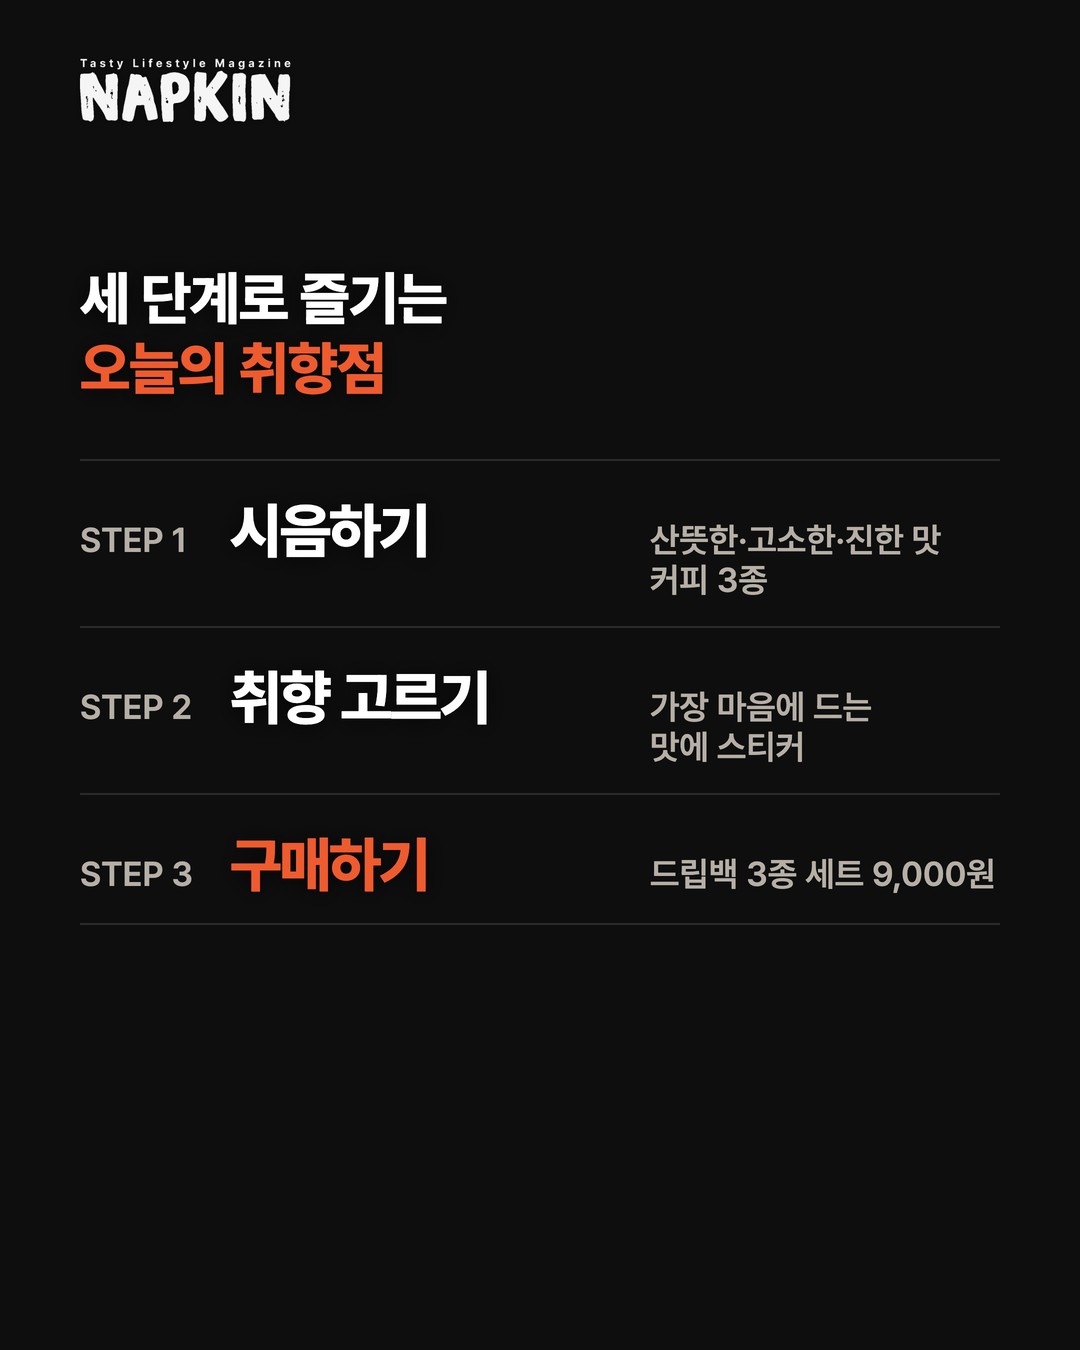 Tasty Lifestyle Magazine
NAPKIN
세 단계로 즐기는
오늘의 취향점
STEP 1 시음하기 산뜻한·고소한·진한 맛
커피 3종
STEP 2 취향 고르기 가장 마음에 드는
맛에 스티커
STEP 3 구매하기 드립백 3종 세트 9,000원